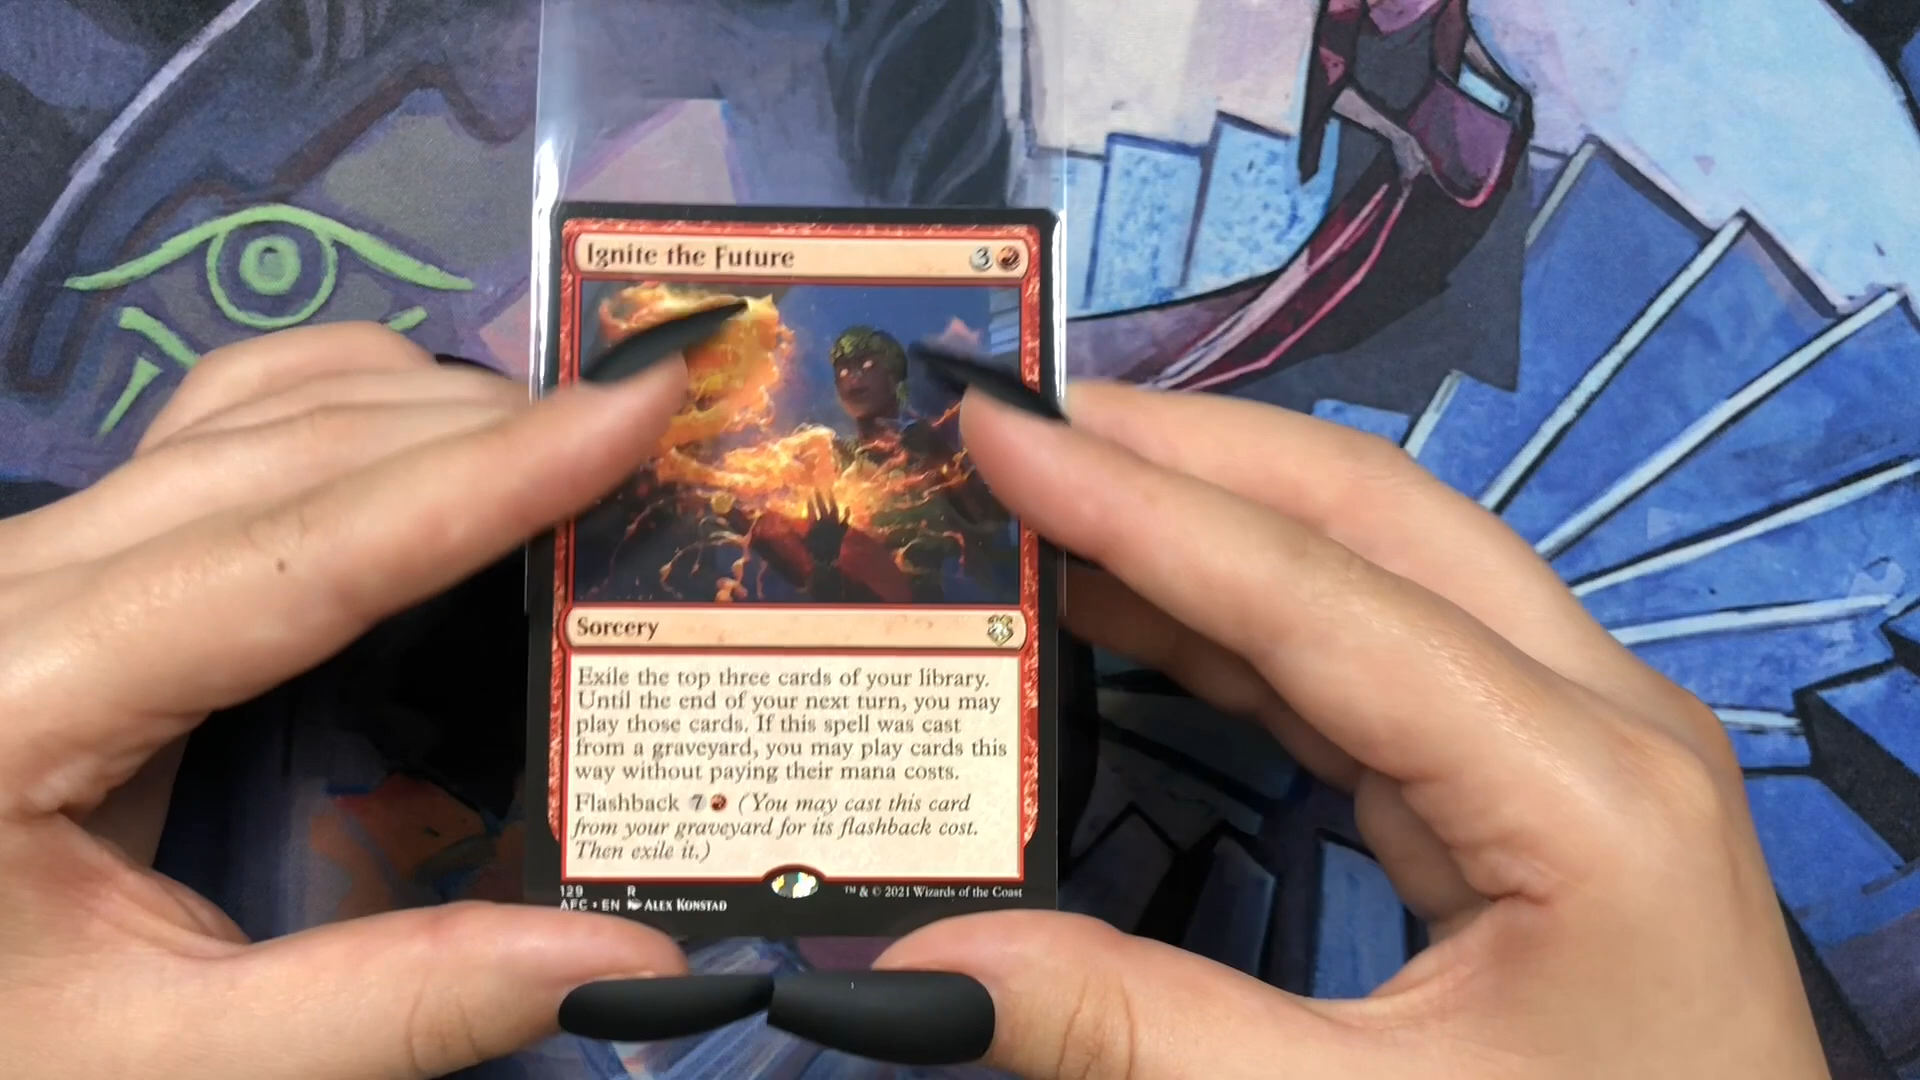 Ignite the Future 3
Sorcery
Exile the top three cards of your library.
Until the end of your next turn, you may
play those cards. If this spell was cast
from a graveyard, you may play cards this
way without paying their mana costs.
Flashback 7 (You may cast this card
from your graveyard for its flashback cost.
Then exile it.)
129 R
AFC • EN ALEX KONSTAD
™ & © 2021 Wizards of the Coast